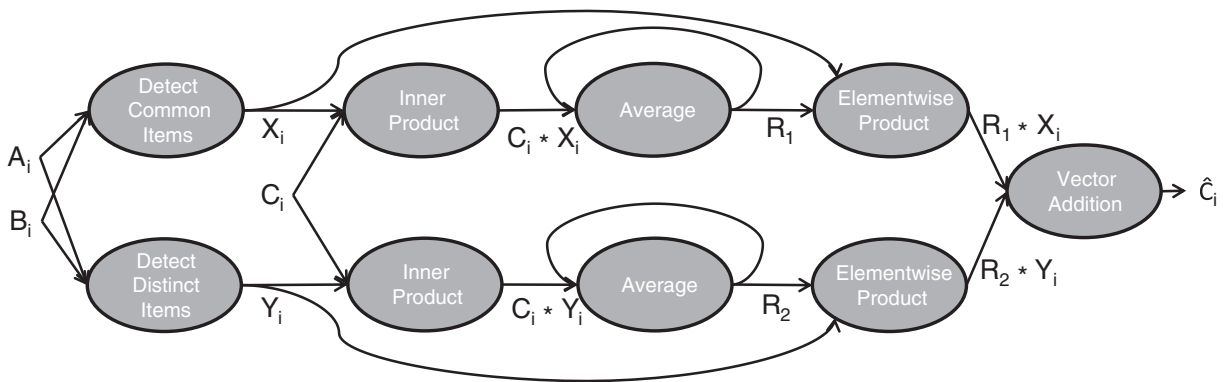 Detect
Common
Items
Inner
Product
Average
Elementwise
Product
X_i
C_i * X_i
R_1
R_1 * X_i
A_i
B_i
C_i
Vector
Addition
Ĉ_i
Detect
Distinct
Items
Inner
Product
Average
Elementwise
Product
Y_i
C_i * Y_i
R_2
R_2 * Y_i